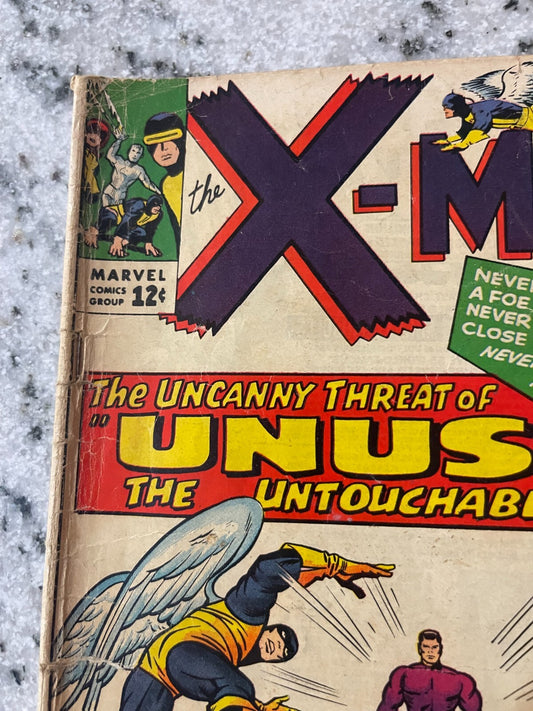 the X-M
MARVEL
COMICS
GROUP 12¢
NEVE
A FOE
NEVER
CLOSE
NEVE
The UNCANNY THREAT OF
"UNUS
THE UNTOUCHAB